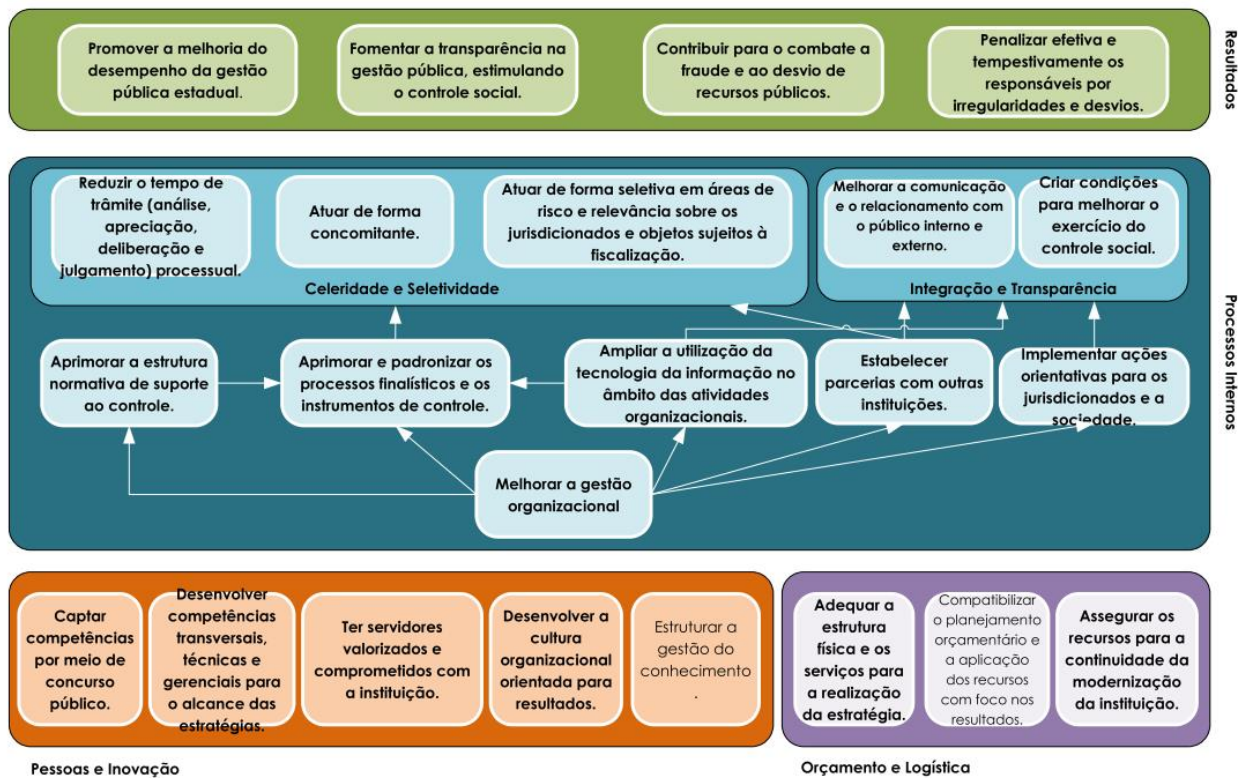 Promover a melhoria do
desempenho da gestão
pública estadual.
Fomentar a transparência na
gestão pública, estimulando
o controle social.
Contribuir para o combate a
fraude e ao desvio de
recursos públicos.
Penalizar efetiva e
tempestivamente os
responsáveis por
irregularidades e desvios.
Resultados
Reduzir o tempo de
trâmite (análise,
apreciação,
deliberação e
julgamento) processual.
Atuar de forma
concomitante.
Atuar de forma seletiva em áreas de
risco e relevância sobre os
jurisdicionados e objetos sujeitos à
fiscalização.
Celeridade e Seletividade
Melhorar a comunicação
e o relacionamento com
o público interno e
externo.
Criar condições
para melhorar o
exercício do
controle social.
Integração e Transparência
Processos Internos
Aprimorar a estrutura
normativa de suporte
ao controle.
Aprimorar e padronizar os
processos finalísticos e os
instrumentos de controle.
Ampliar a utilização da
tecnologia da informação no
âmbito das atividades
organizacionais.
Estabelecer
parcerias com outras
instituições.
Implementar ações
orientativas para os
jurisdicionados e a
sociedade.
Melhorar a gestão
organizacional
Captar
competências
por meio de
concurso
público.
Desenvolver
competências
transversais,
técnicas e
gerenciais para
o alcance das
estratégias.
Ter servidores
valorizados e
comprometidos com
a instituição.
Desenvolver a
cultura
organizacional
orientada para
resultados.
Estruturar a
gestão do
conhecimento
.
Adequar a
estrutura
física e os
serviços para
a realização
da estratégia.
Compatibilizar
o planejamento
orçamentário e
a aplicação
dos recursos
com foco nos
resultados.
Assegurar os
recursos para a
continuidade da
modernização
da instituição.
Pessoas e Inovação
Orçamento e Logística